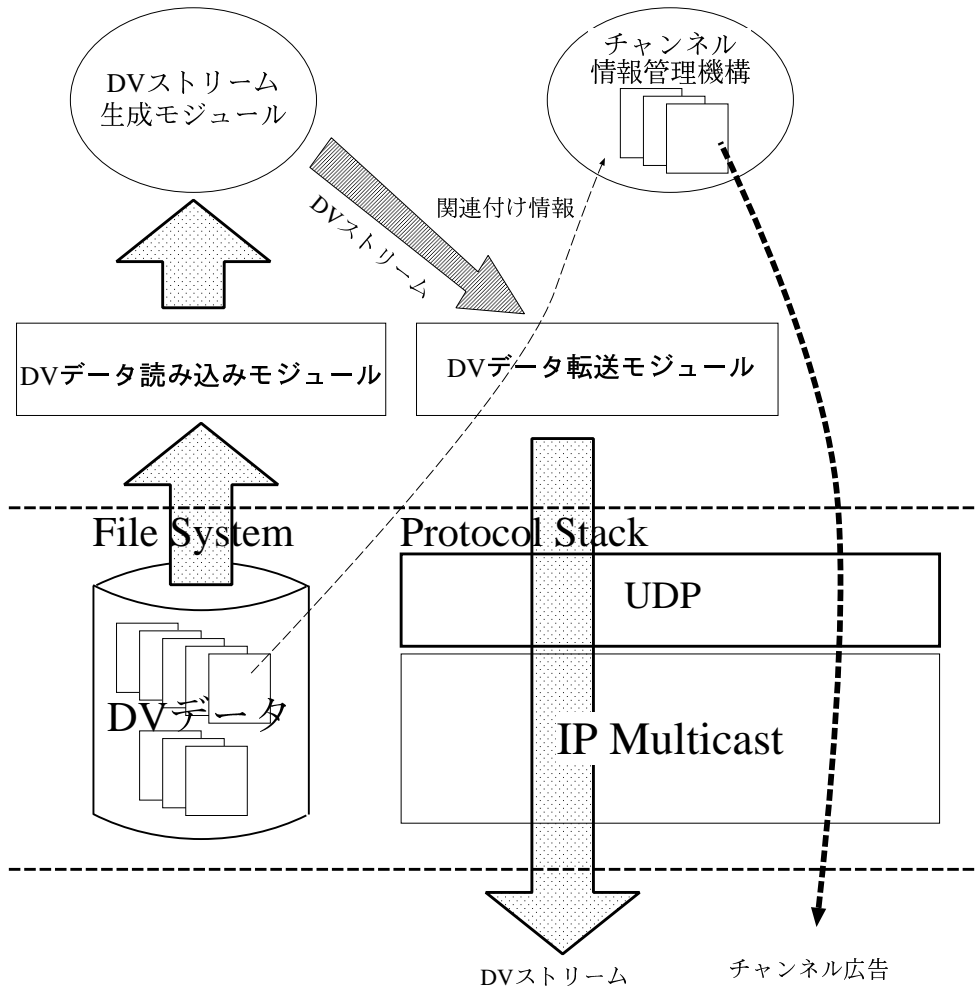 DVストリーム
生成モジュール
チャンネル
情報管理機構
関連付け情報
DVストリーム
DVデータ読み込みモジュール
DVデータ転送モジュール
File System
Protocol Stack
UDP
DVデータ
IP Multicast
DVストリーム
チャンネル広告